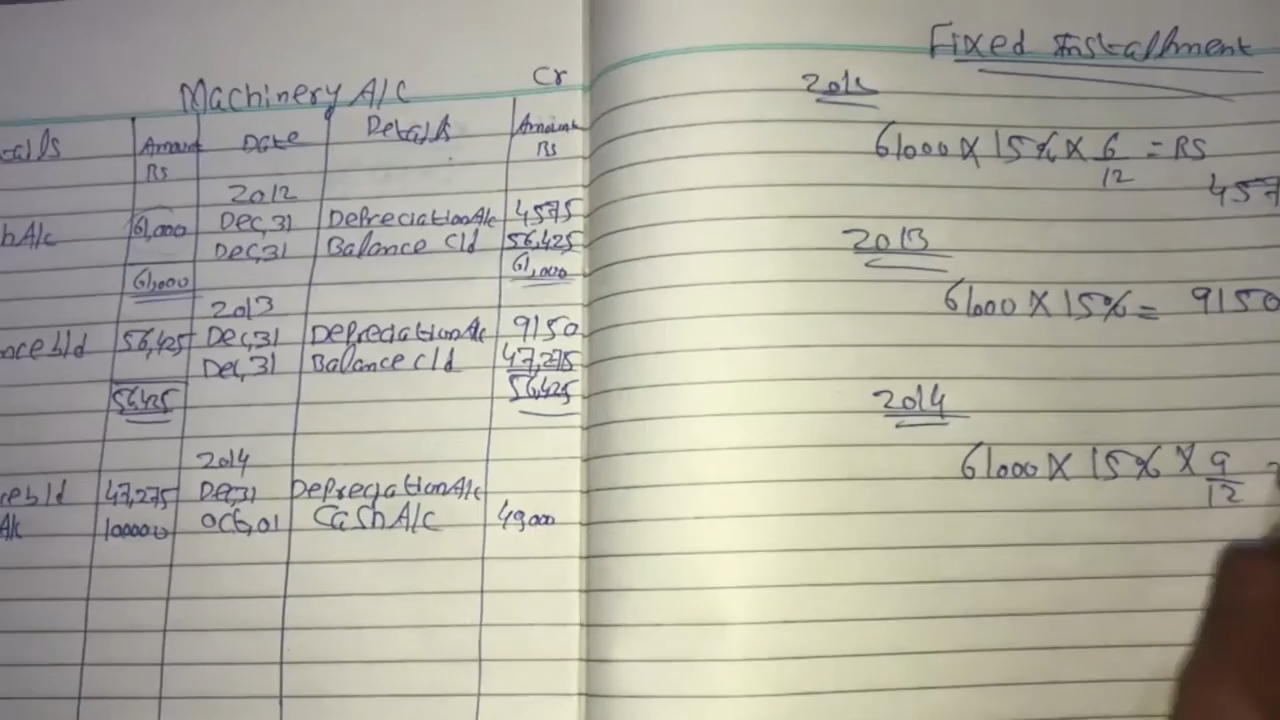 Fixed Installment
Machinery A/C
Cr
Amount Date Details Amount
Rs Rs
2012
61,000 Dec,31 Depreciation A/c 4575
Dec,31 Balance C/d 56,425
61,000 61,000
2013
56,425 Dec,31 Depreciation A/c 9150
Dec,31 Balance C/d 47,275
56,425 56,425
2014
47,275 Dec,31 Depreciation A/c
100000 Oct,01 Cash A/c 49000
61000 X 15% X 6/12 = RS
457
2013
61000 X 15% = 9150
2014
61000 X 15% X 9/12